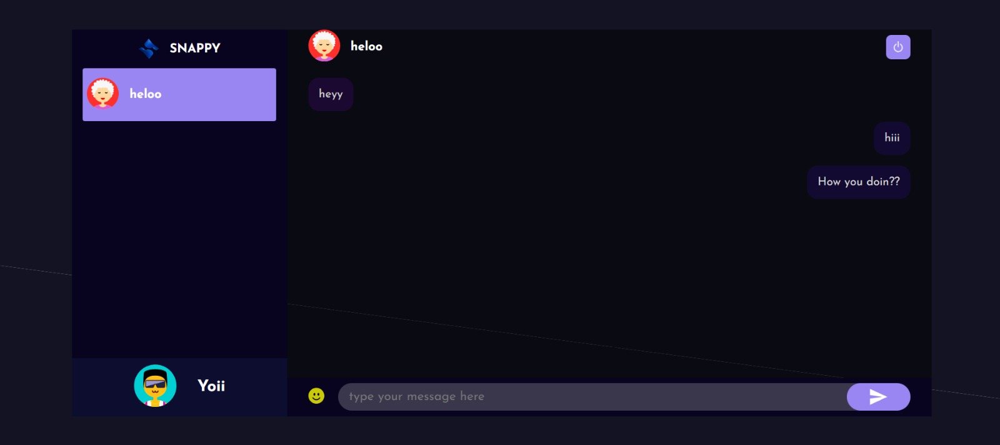 SNAPPY
heloo
Yoii
heloo
heyy
hiii
How you doin??
type your message here